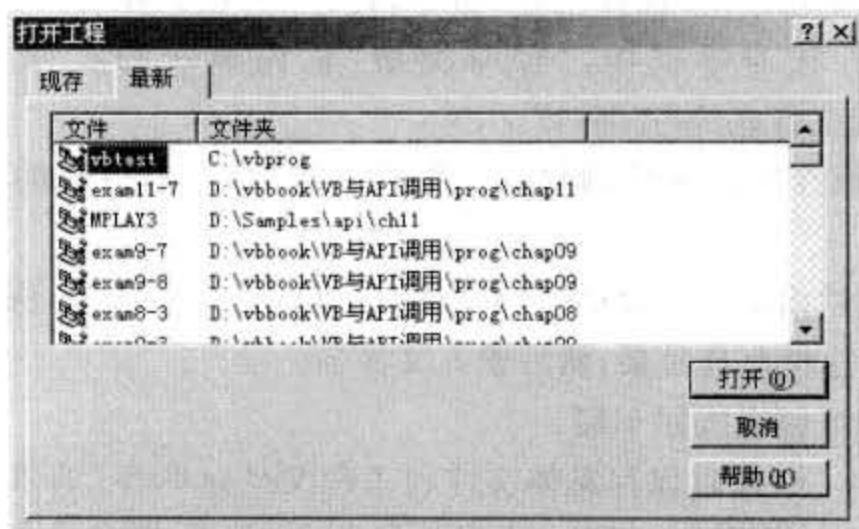 打开工程
现存 最新
文件 文件夹
vbtest C:\vbprog
exam11-7 D:\vbbook\VB与API调用\prog\chap11
MPLAY3 D:\Samples\api\ch11
exam9-7 D:\vbbook\VB与API调用\prog\chap09
exam9-8 D:\vbbook\VB与API调用\prog\chap09
exam8-3 D:\vbbook\VB与API调用\prog\chap08
打开(O)
取消
帮助(H)